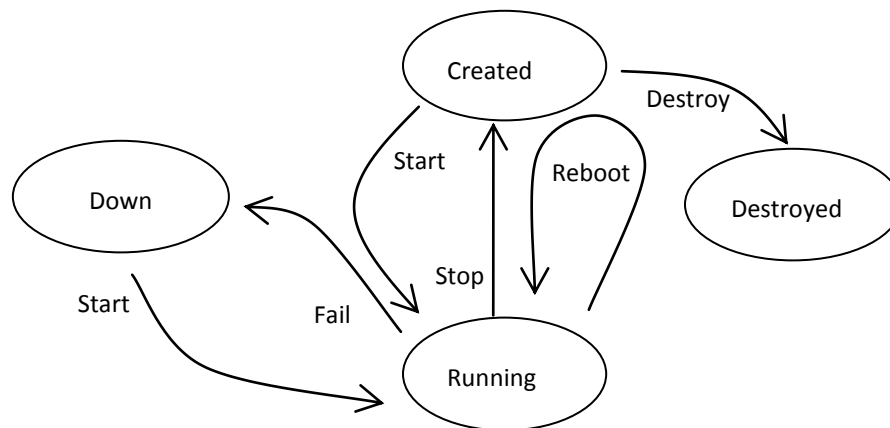 Created
Destroy
Start
Reboot
Down
Destroyed
Stop
Start
Fail
Running